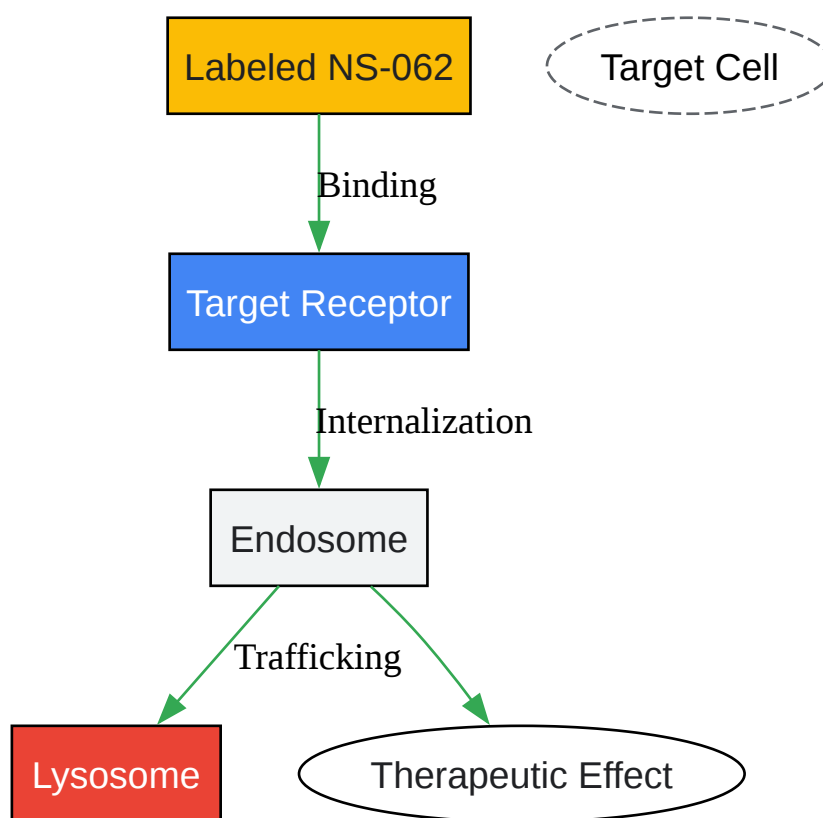 Labeled NS-062
Target Cell
Binding
Target Receptor
Internalization
Endosome
Trafficking
Lysosome
Therapeutic Effect